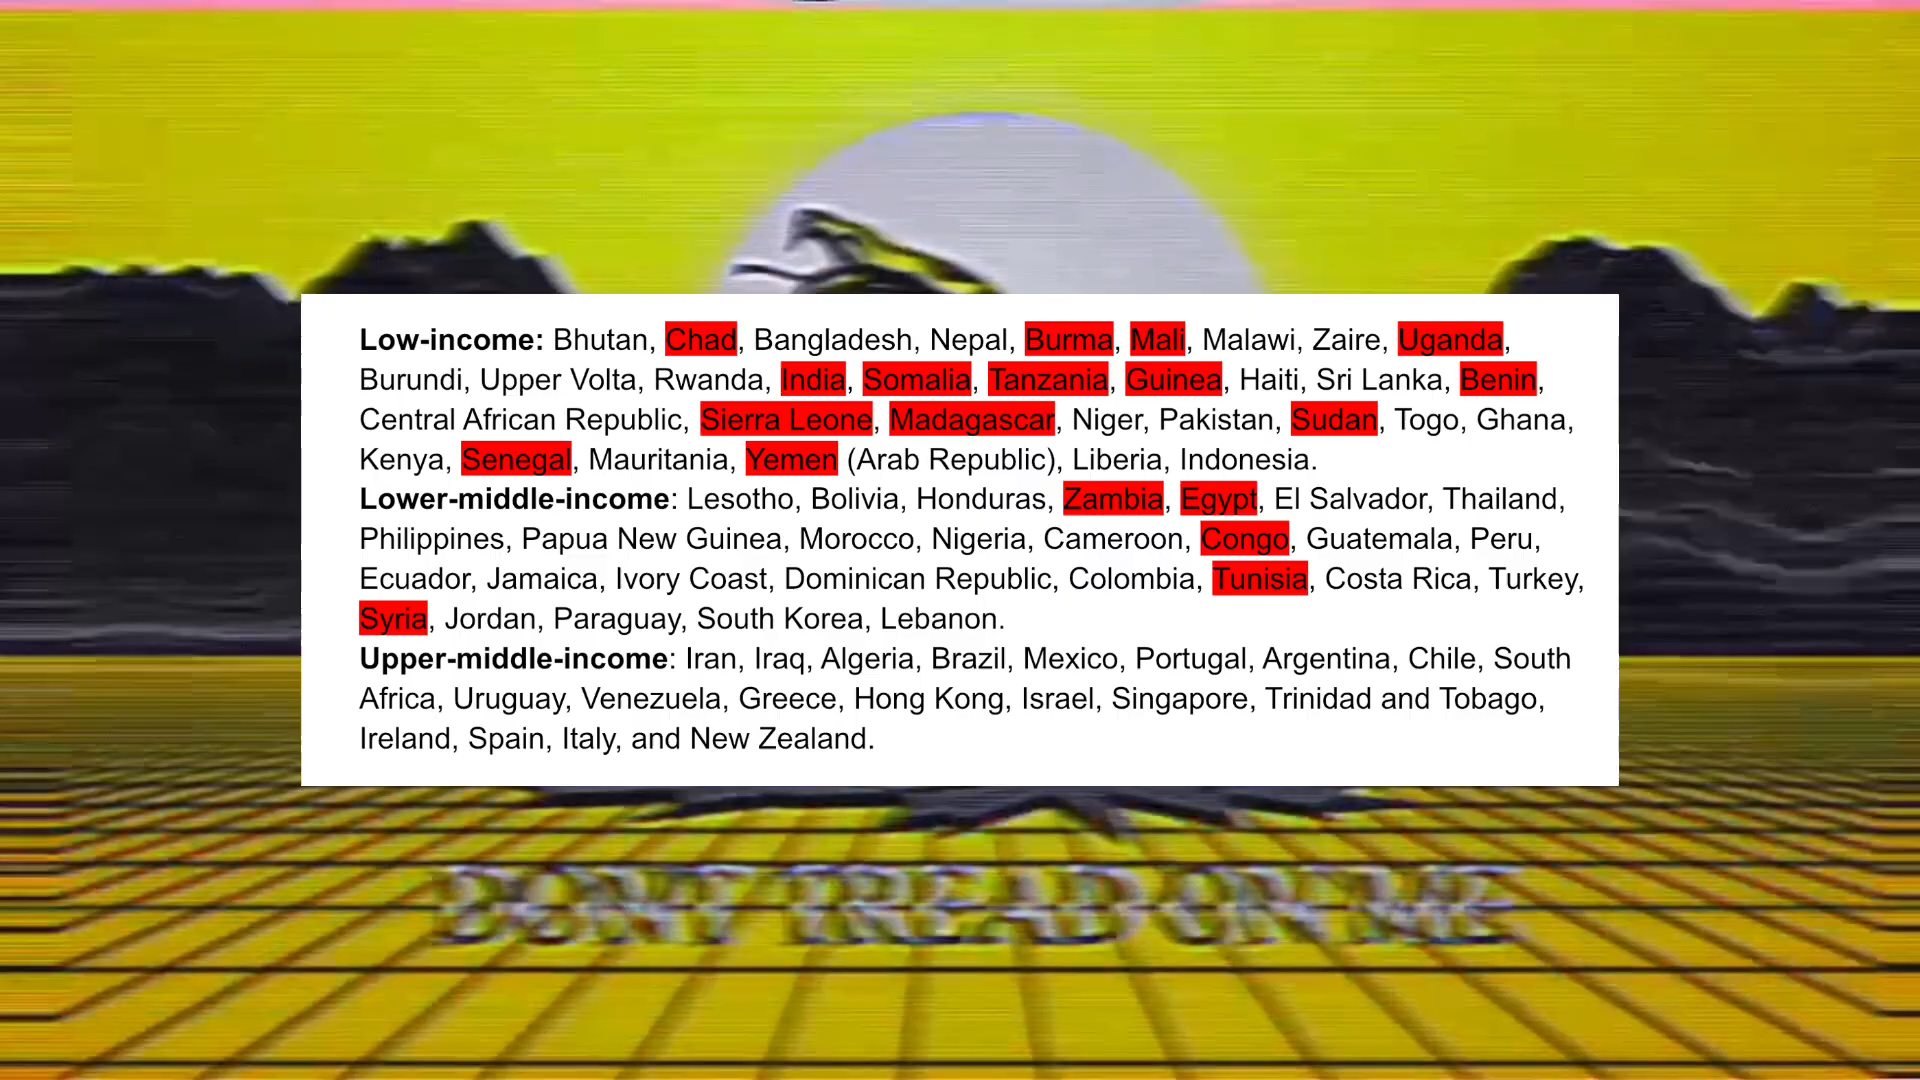 Low-income: Bhutan, Chad, Bangladesh, Nepal, Burma, Mali, Malawi, Zaire, Uganda,
Burundi, Upper Volta, Rwanda, India, Somalia, Tanzania, Guinea, Haiti, Sri Lanka, Benin,
Central African Republic, Sierra Leone, Madagascar, Niger, Pakistan, Sudan, Togo, Ghana,
Kenya, Senegal, Mauritania, Yemen (Arab Republic), Liberia, Indonesia.
Lower-middle-income: Lesotho, Bolivia, Honduras, Zambia, Egypt, El Salvador, Thailand,
Philippines, Papua New Guinea, Morocco, Nigeria, Cameroon, Congo, Guatemala, Peru,
Ecuador, Jamaica, Ivory Coast, Dominican Republic, Colombia, Tunisia, Costa Rica, Turkey,
Syria, Jordan, Paraguay, South Korea, Lebanon.
Upper-middle-income: Iran, Iraq, Algeria, Brazil, Mexico, Portugal, Argentina, Chile, South
Africa, Uruguay, Venezuela, Greece, Hong Kong, Israel, Singapore, Trinidad and Tobago,
Ireland, Spain, Italy, and New Zealand.
DONT TREAD ON ME